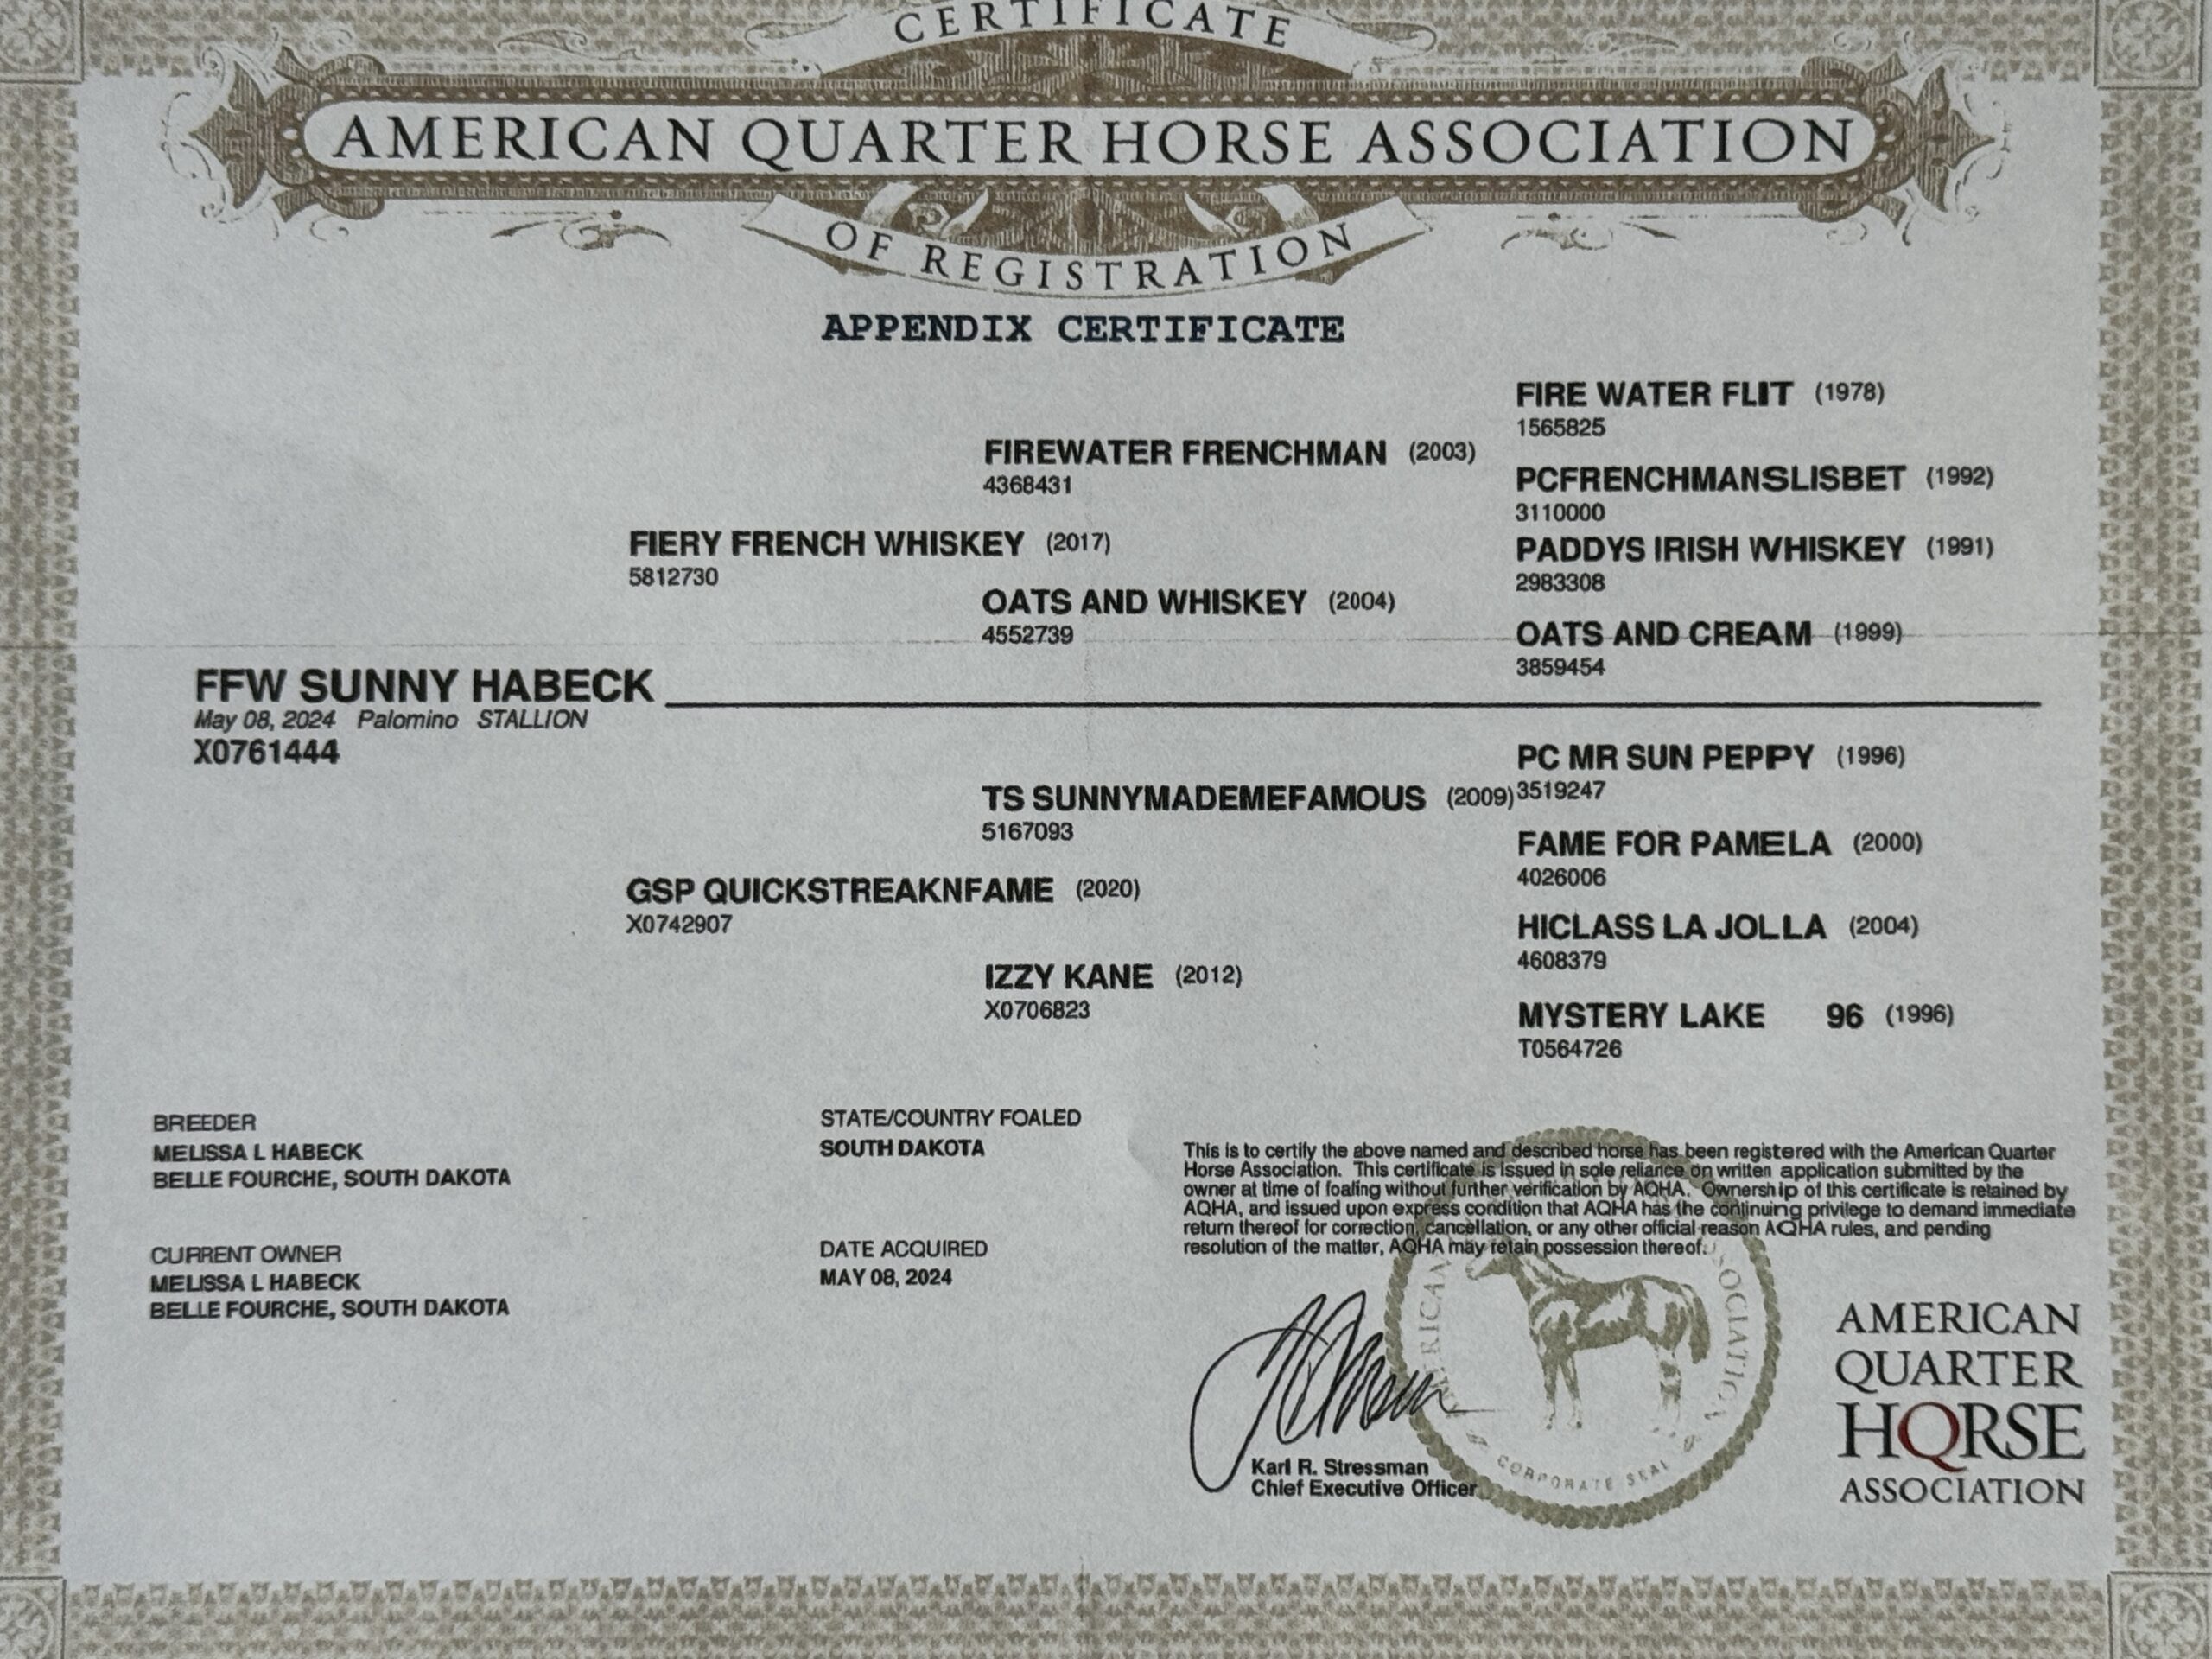 CERTIFICATE
AMERICAN QUARTER HORSE ASSOCIATION
OF REGISTRATION
APPENDIX CERTIFICATE
FIRE WATER FLIT (1978)
1565825
FIREWATER FRENCHMAN (2003)
4368431
PCFRENCHMANSLISBET (1992)
3110000
FIERY FRENCH WHISKEY (2017)
5812730
PADDYS IRISH WHISKEY (1991)
2983308
OATS AND WHISKEY (2004)
4552739
OATS AND CREAM (1999)
3859454
FFW SUNNY HABECK
May 08, 2024 Palomino STALLION
X0761444
PC MR SUN PEPPY (1996)
3519247
TS SUNNYMADEMEFAMOUS (2009)
5167093
FAME FOR PAMELA (2000)
4026006
GSP QUICKSTREAKNFAME (2020)
X0742907
HICLASS LA JOLLA (2004)
4608379
IZZY KANE (2012)
X0706823
MYSTERY LAKE 96 (1996)
T0564726
BREEDER
MELISSA L HABECK
BELLE FOURCHE, SOUTH DAKOTA
STATE/COUNTRY FOALED
SOUTH DAKOTA
CURRENT OWNER
MELISSA L HABECK
BELLE FOURCHE, SOUTH DAKOTA
DATE ACQUIRED
MAY 08, 2024
This is to certify the above named and described horse has been registered with the American Quarter
Horse Association. This certificate is issued in sole reliance on written application submitted by the
owner at time of foaling without further verification by AQHA. Ownership of this certificate is retained by
AQHA, and issued upon express condition that AQHA has the continuing privilege to demand immediate
return thereof for correction, cancellation, or any other official reason AQHA rules, and pending
resolution of the matter, AQHA may retain possession thereof.
Karl R. Stressman
Chief Executive Officer
CORPORATE SEAL
AMERICAN
QUARTER
HORSE
ASSOCIATION